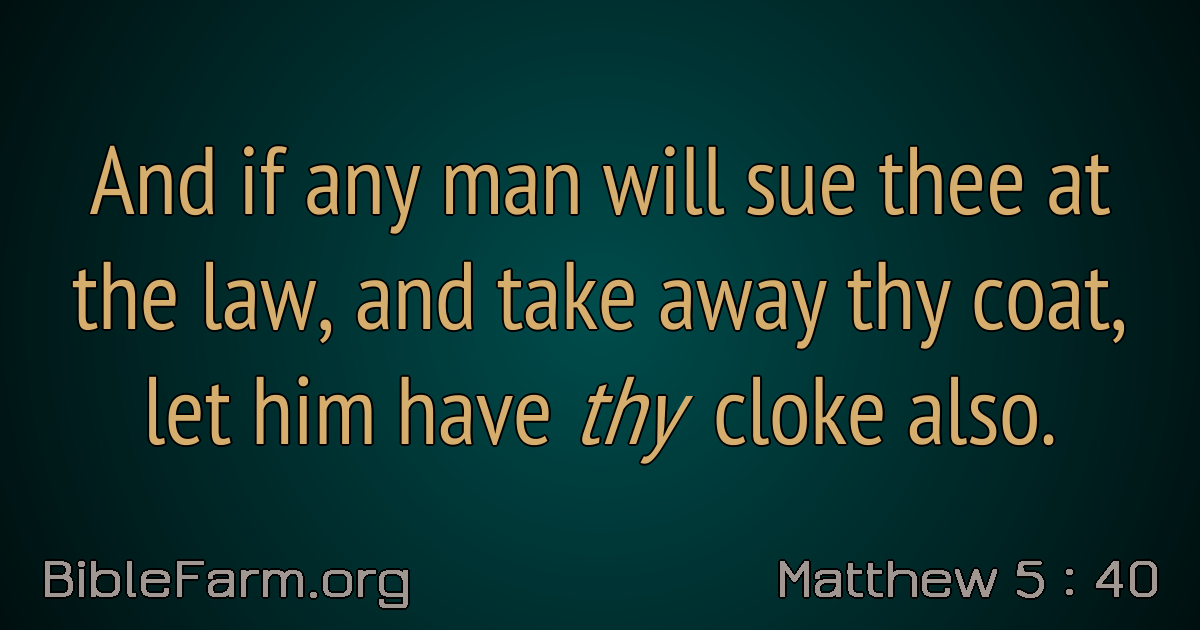 And if any man will sue thee at
the law, and take away thy coat,
let him have thy cloke also.
BibleFarm.org
Matthew 5 : 40